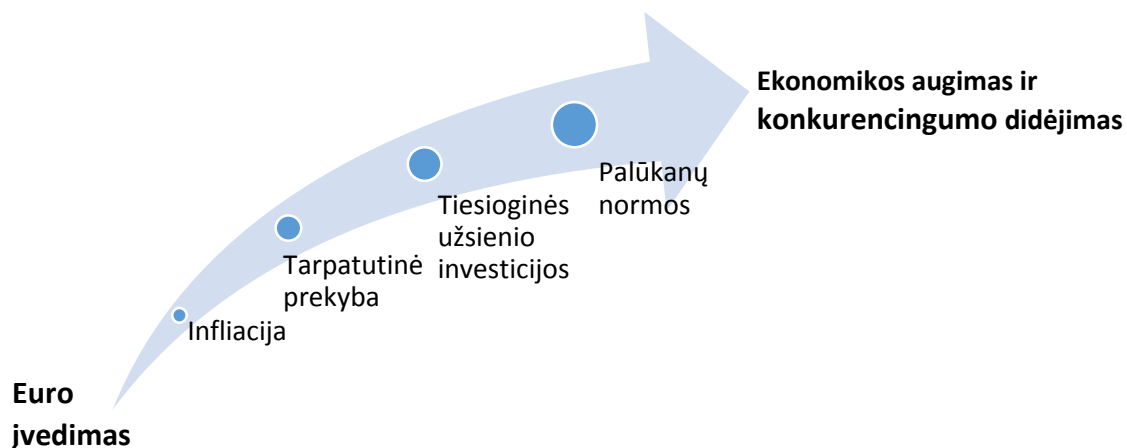 Ekonomikos augimas ir
konkurencingumo didėjimas
Palūkanų
normos
Tiesioginės
užsienio
investicijos
Tarpatutinė
prekyba
Infliacija
Euro
įvedimas